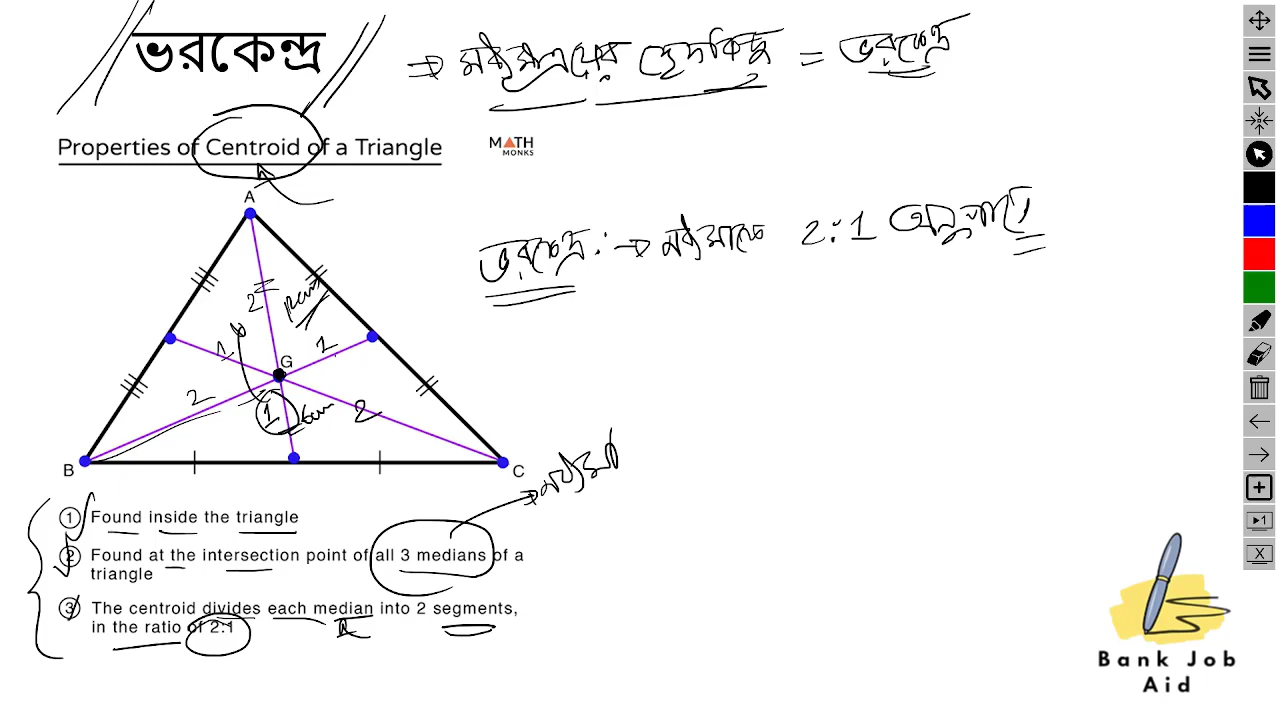 ভরকেন্দ্র
⇒ মধ্যমাত্রয়ের ছেদবিন্দু = ভরকেন্দ্র
Properties of Centroid of a Triangle
MATH
MONKS
A
ভরকেন্দ্র : → মধ্যমাকে 2:1 অনুপাতে
2
12cm
1
1
G
2
1
6cm
2
B
C
মধ্যমা
1 Found inside the triangle
2 Found at the intersection point of all 3 medians of a
triangle
3 The centroid divides each median into 2 segments,
in the ratio of 2:1
Bank Job
Aid